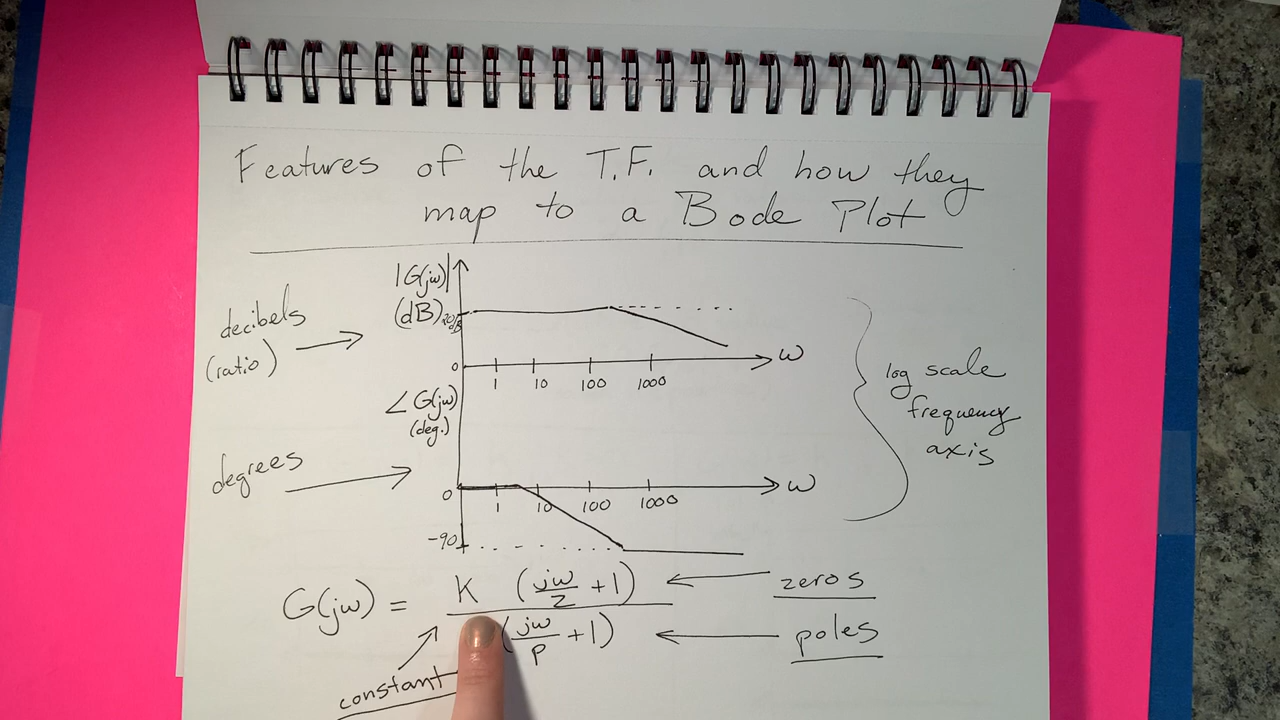 Features of the T.F. and how they
map to a Bode Plot
|G(jw)|
(dB)
20dB
decibels
(ratio)
0
1 10 100 1000
ω
∠G(jw)
(deg.)
log scale
frequency
axis
degrees
0
1 10 100 1000
ω
-90
G(jw) = K (jw/z + 1) / (jw/p + 1)
zeros
poles
constant